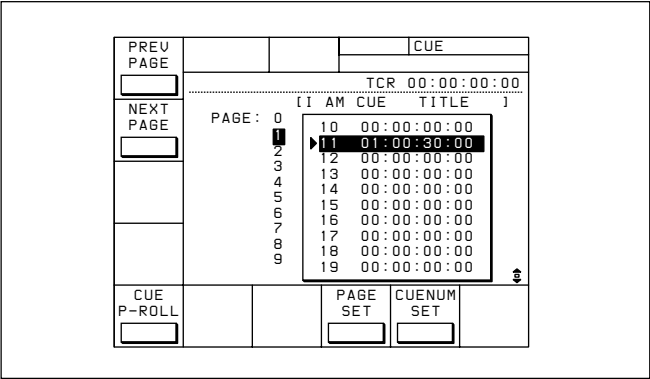 PREV
PAGE
CUE
TCR 00:00:00:00
NEXT
PAGE
[I AM CUE TITLE ]
PAGE: 0
1
2
3
4
5
6
7
8
9
10 00:00:00:00
11 01:00:30:00
12 00:00:00:00
13 00:00:00:00
14 00:00:00:00
15 00:00:00:00
16 00:00:00:00
17 00:00:00:00
18 00:00:00:00
19 00:00:00:00
CUE
P-ROLL
PAGE
SET
CUENUM
SET